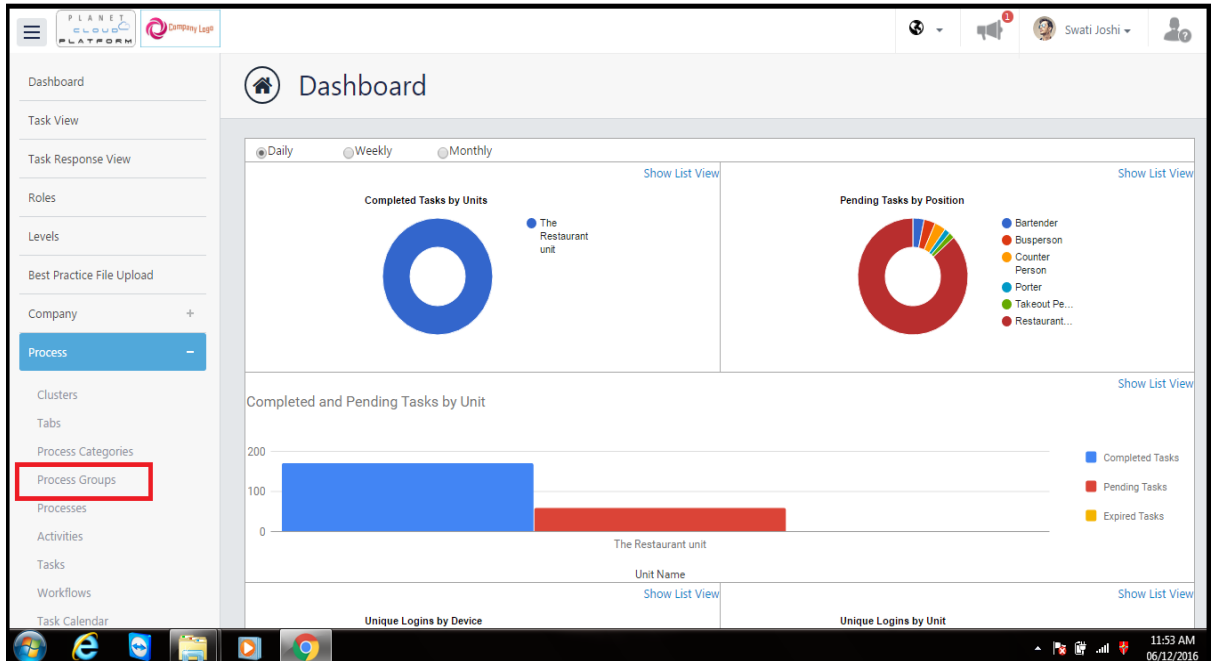 PLANET
CLOUD
PLATFORM
Company Logo
1
Swati Joshi
Dashboard
Task View
Task Response View
Roles
Levels
Best Practice File Upload
Company +
Process -
Clusters
Tabs
Process Categories
Process Groups
Processes
Activities
Tasks
Workflows
Task Calendar
Dashboard
Daily Weekly Monthly
Show List View
Completed Tasks by Units
The
Restaurant
unit
Show List View
Pending Tasks by Position
Bartender
Busperson
Counter
Person
Porter
Takeout Pe...
Restaurant...
Show List View
Completed and Pending Tasks by Unit
200
100
0
The Restaurant unit
Unit Name
Completed Tasks
Pending Tasks
Expired Tasks
Show List View
Unique Logins by Device
Show List View
Unique Logins by Unit
11:53 AM
06/12/2016